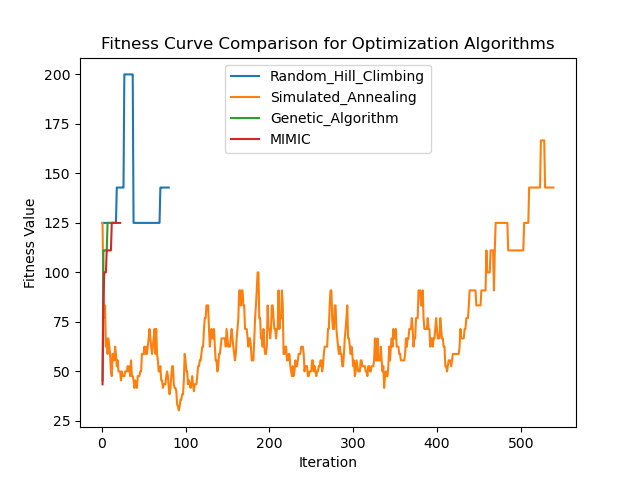 Fitness Curve Comparison for Optimization Algorithms
Random_Hill_Climbing
Simulated_Annealing
Genetic_Algorithm
MIMIC
Fitness Value
200
175
150
125
100
75
50
25
0
100
200
300
400
500
Iteration